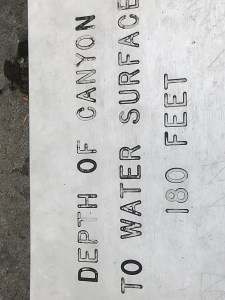 DEPTH OF CANYON
TO WATER SURFACE
180 FEET